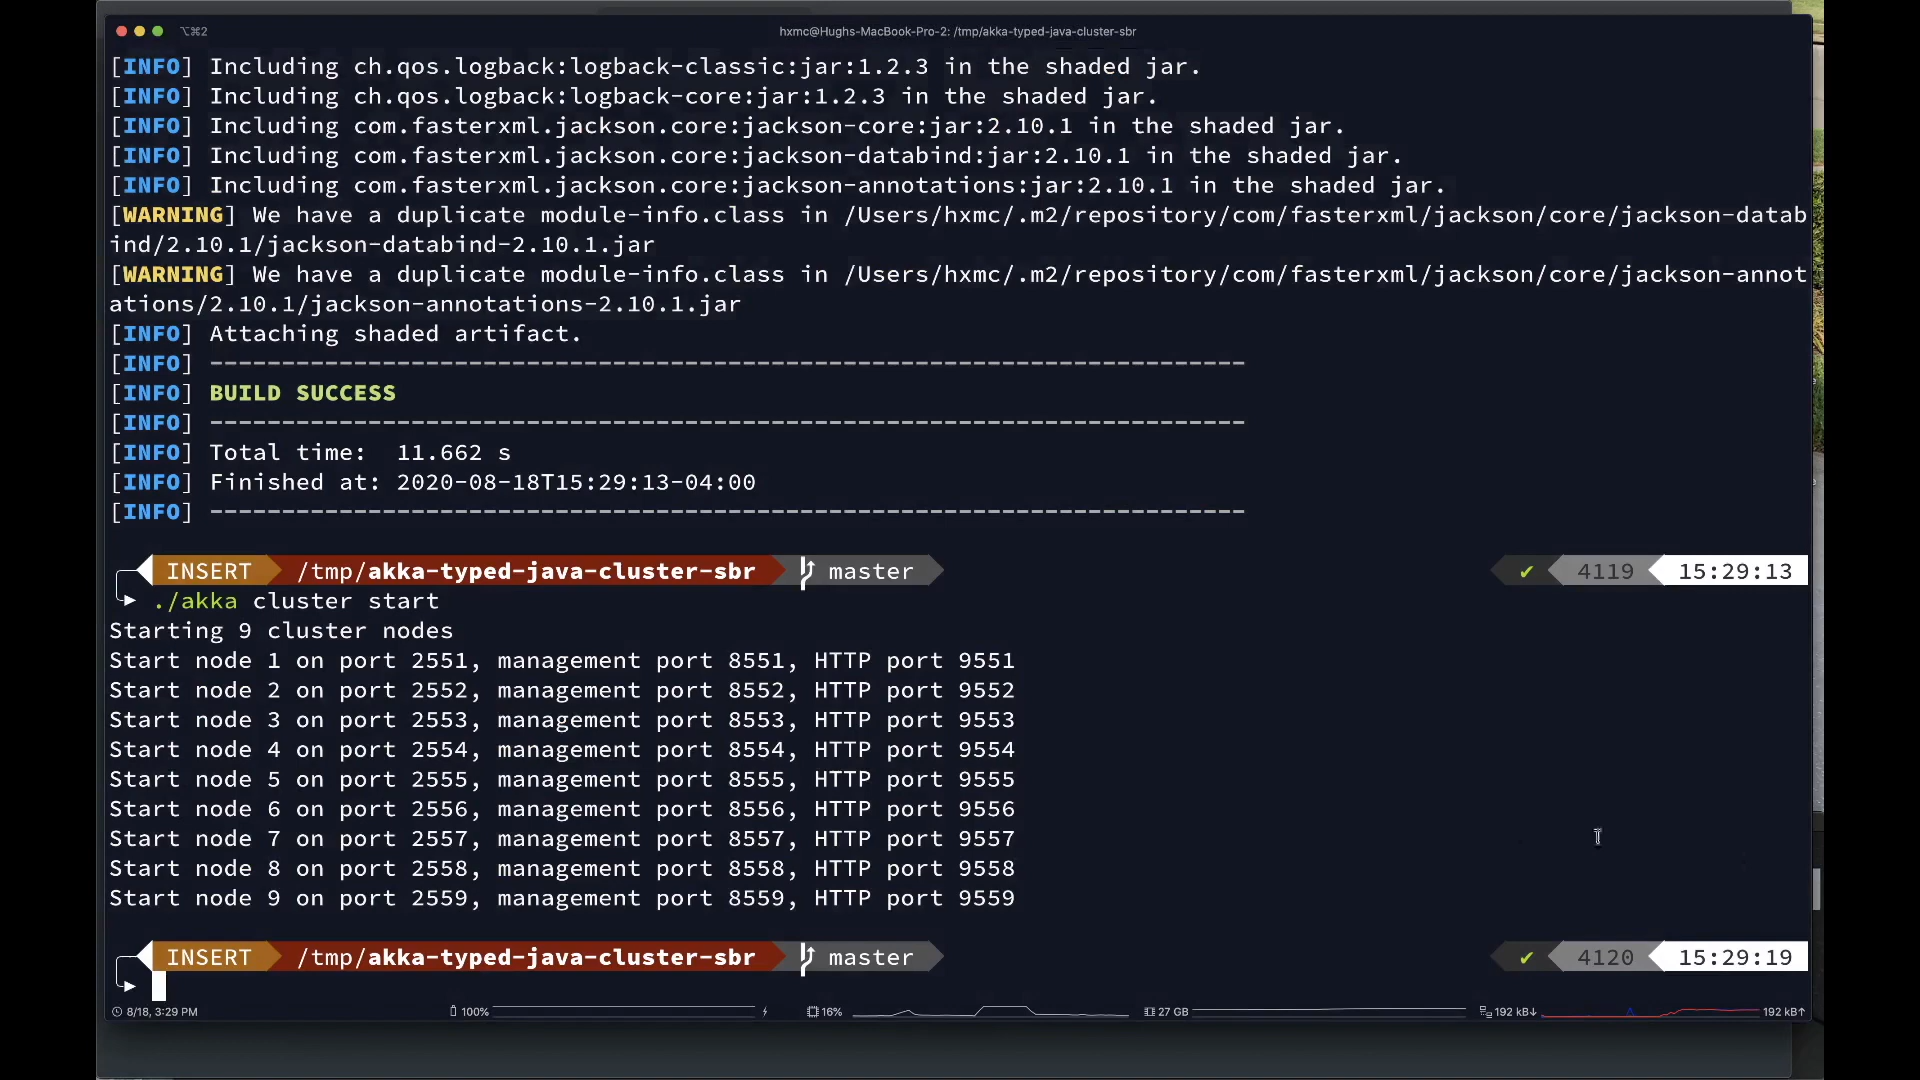 ⌥⌘2
hxmc@Hughs-MacBook-Pro-2: /tmp/akka-typed-java-cluster-sbr
[INFO] Including ch.qos.logback:logback-classic:jar:1.2.3 in the shaded jar.
[INFO] Including ch.qos.logback:logback-core:jar:1.2.3 in the shaded jar.
[INFO] Including com.fasterxml.jackson.core:jackson-core:jar:2.10.1 in the shaded jar.
[INFO] Including com.fasterxml.jackson.core:jackson-databind:jar:2.10.1 in the shaded jar.
[INFO] Including com.fasterxml.jackson.core:jackson-annotations:jar:2.10.1 in the shaded jar.
[WARNING] We have a duplicate module-info.class in /Users/hxmc/.m2/repository/com/fasterxml/jackson/core/jackson-datab
ind/2.10.1/jackson-databind-2.10.1.jar
[WARNING] We have a duplicate module-info.class in /Users/hxmc/.m2/repository/com/fasterxml/jackson/core/jackson-annot
ations/2.10.1/jackson-annotations-2.10.1.jar
[INFO] Attaching shaded artifact.
[INFO] ------------------------------------------------------------------------
[INFO] BUILD SUCCESS
[INFO] ------------------------------------------------------------------------
[INFO] Total time:  11.662 s
[INFO] Finished at: 2020-08-18T15:29:13-04:00
[INFO] ------------------------------------------------------------------------
INSERT /tmp/akka-typed-java-cluster-sbr master ✔ 4119 15:29:13
./akka cluster start
Starting 9 cluster nodes
Start node 1 on port 2551, management port 8551, HTTP port 9551
Start node 2 on port 2552, management port 8552, HTTP port 9552
Start node 3 on port 2553, management port 8553, HTTP port 9553
Start node 4 on port 2554, management port 8554, HTTP port 9554
Start node 5 on port 2555, management port 8555, HTTP port 9555
Start node 6 on port 2556, management port 8556, HTTP port 9556
Start node 7 on port 2557, management port 8557, HTTP port 9557
Start node 8 on port 2558, management port 8558, HTTP port 9558
Start node 9 on port 2559, management port 8559, HTTP port 9559
INSERT /tmp/akka-typed-java-cluster-sbr master ✔ 4120 15:29:19
8/18, 3:29 PM 100% 16% 27 GB 192 kB↓ 192 kB↑